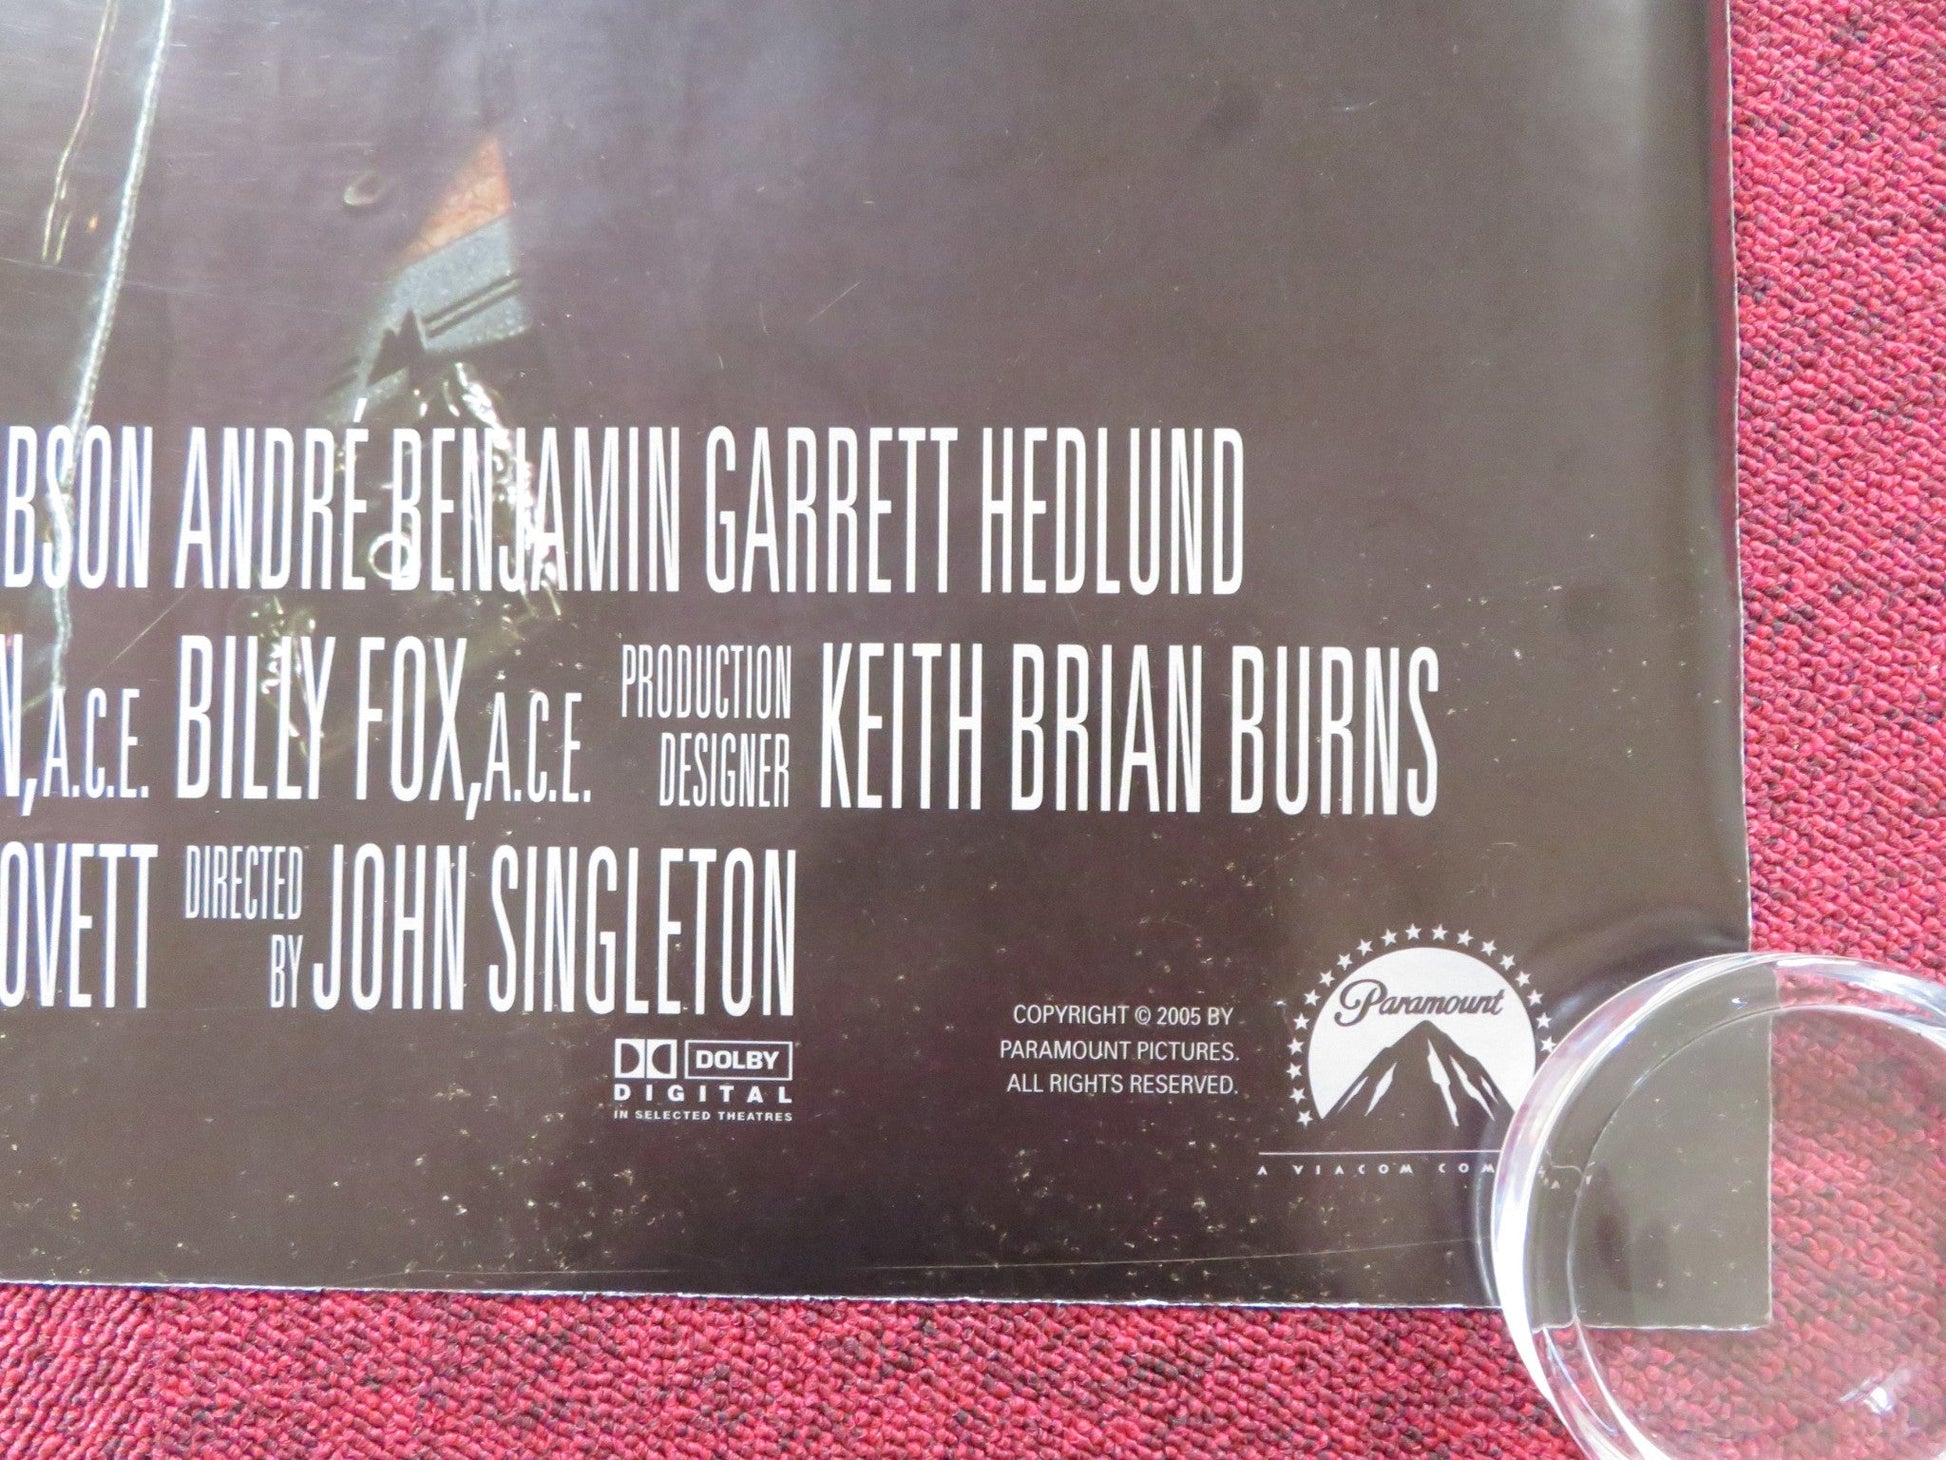 BSON ANDRÉ BENJAMIN GARRETT HEDLUND
N, A.C.E. BILLY FOX, A.C.E. PRODUCTION DESIGNER KEITH BRIAN BURNS
OVETT DIRECTED BY JOHN SINGLETON
DOLBY
DIGITAL
IN SELECTED THEATRES
COPYRIGHT © 2005 BY
PARAMOUNT PICTURES.
ALL RIGHTS RESERVED.
Paramount
A VIACOM COMPANY